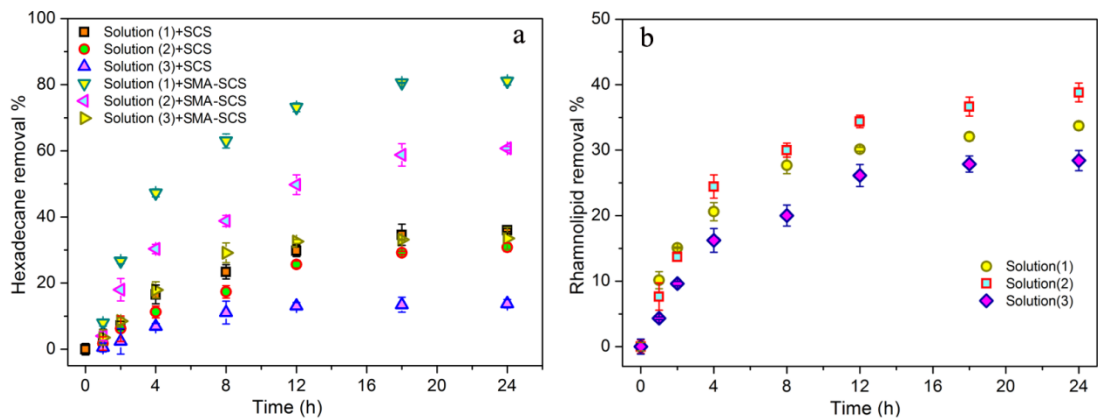 a
Hexadecane removal %
100
80
60
40
20
0
Solution (1)+SCS
Solution (2)+SCS
Solution (3)+SCS
Solution (1)+SMA-SCS
Solution (2)+SMA-SCS
Solution (3)+SMA-SCS
0 4 8 12 16 20 24
Time (h)
b
Rhamnolipid removal %
50
40
30
20
10
0
Solution(1)
Solution(2)
Solution(3)
0 4 8 12 16 20 24
Time (h)